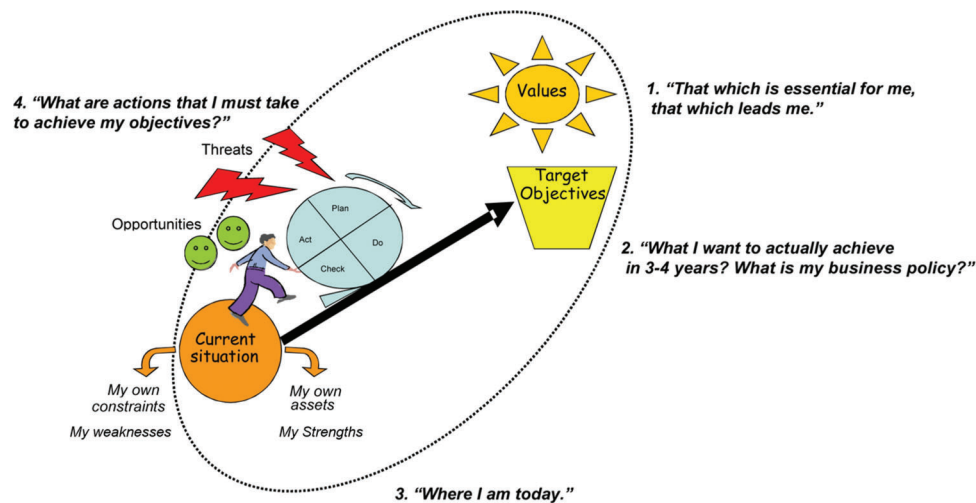 Values
1. “That which is essential for me,
that which leads me.”
4. “What are actions that I must take
to achieve my objectives?”
Threats
Target
Objectives
Plan
Opportunities
Act
Do
Check
2. “What I want to actually achieve
in 3-4 years? What is my business policy?”
Current
situation
My own
constraints
My weaknesses
My own
assets
My Strengths
3. “Where I am today.”